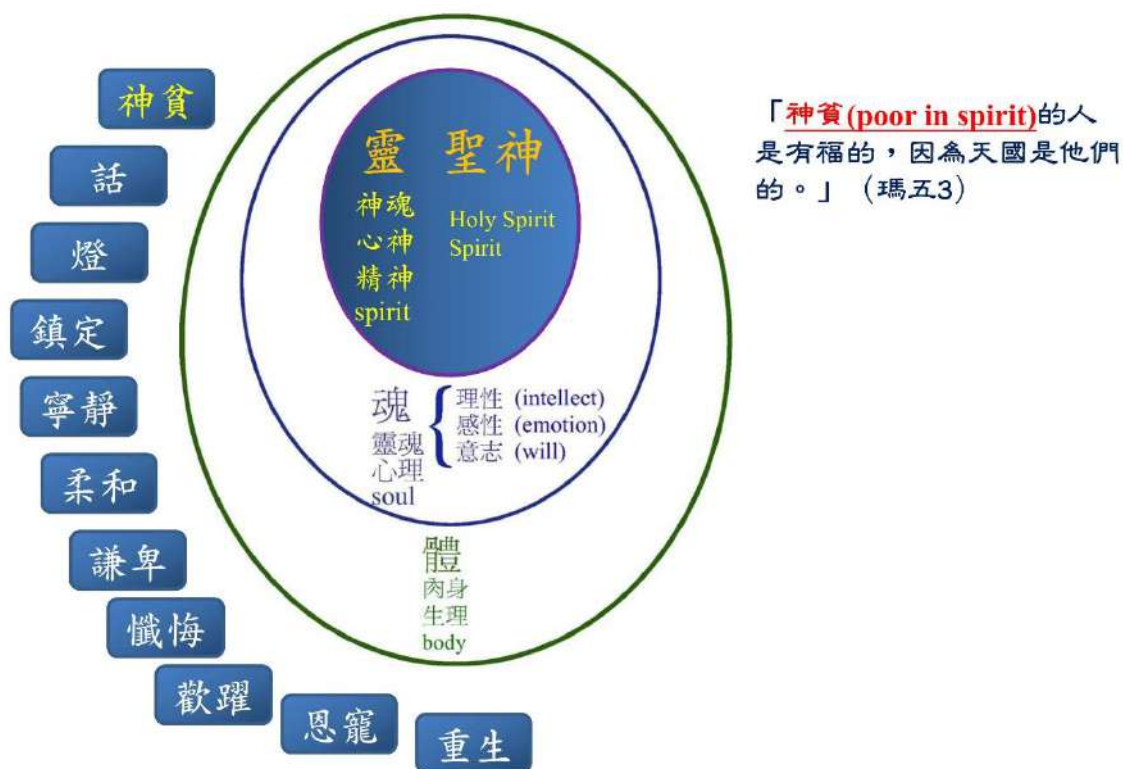 神貧
話
燈
鎮定
寧靜
柔和
謙卑
懺悔
歡躍
恩寵
重生
靈 聖神
神魂
心神
精神
spirit
Holy Spirit
Spirit
魂
靈魂
心理
soul
理性 (intellect)
感性 (emotion)
意志 (will)
體
肉身
生理
body
「神貧(poor in spirit)的人
是有福的，因為天國是他們
的。」（瑪五3）